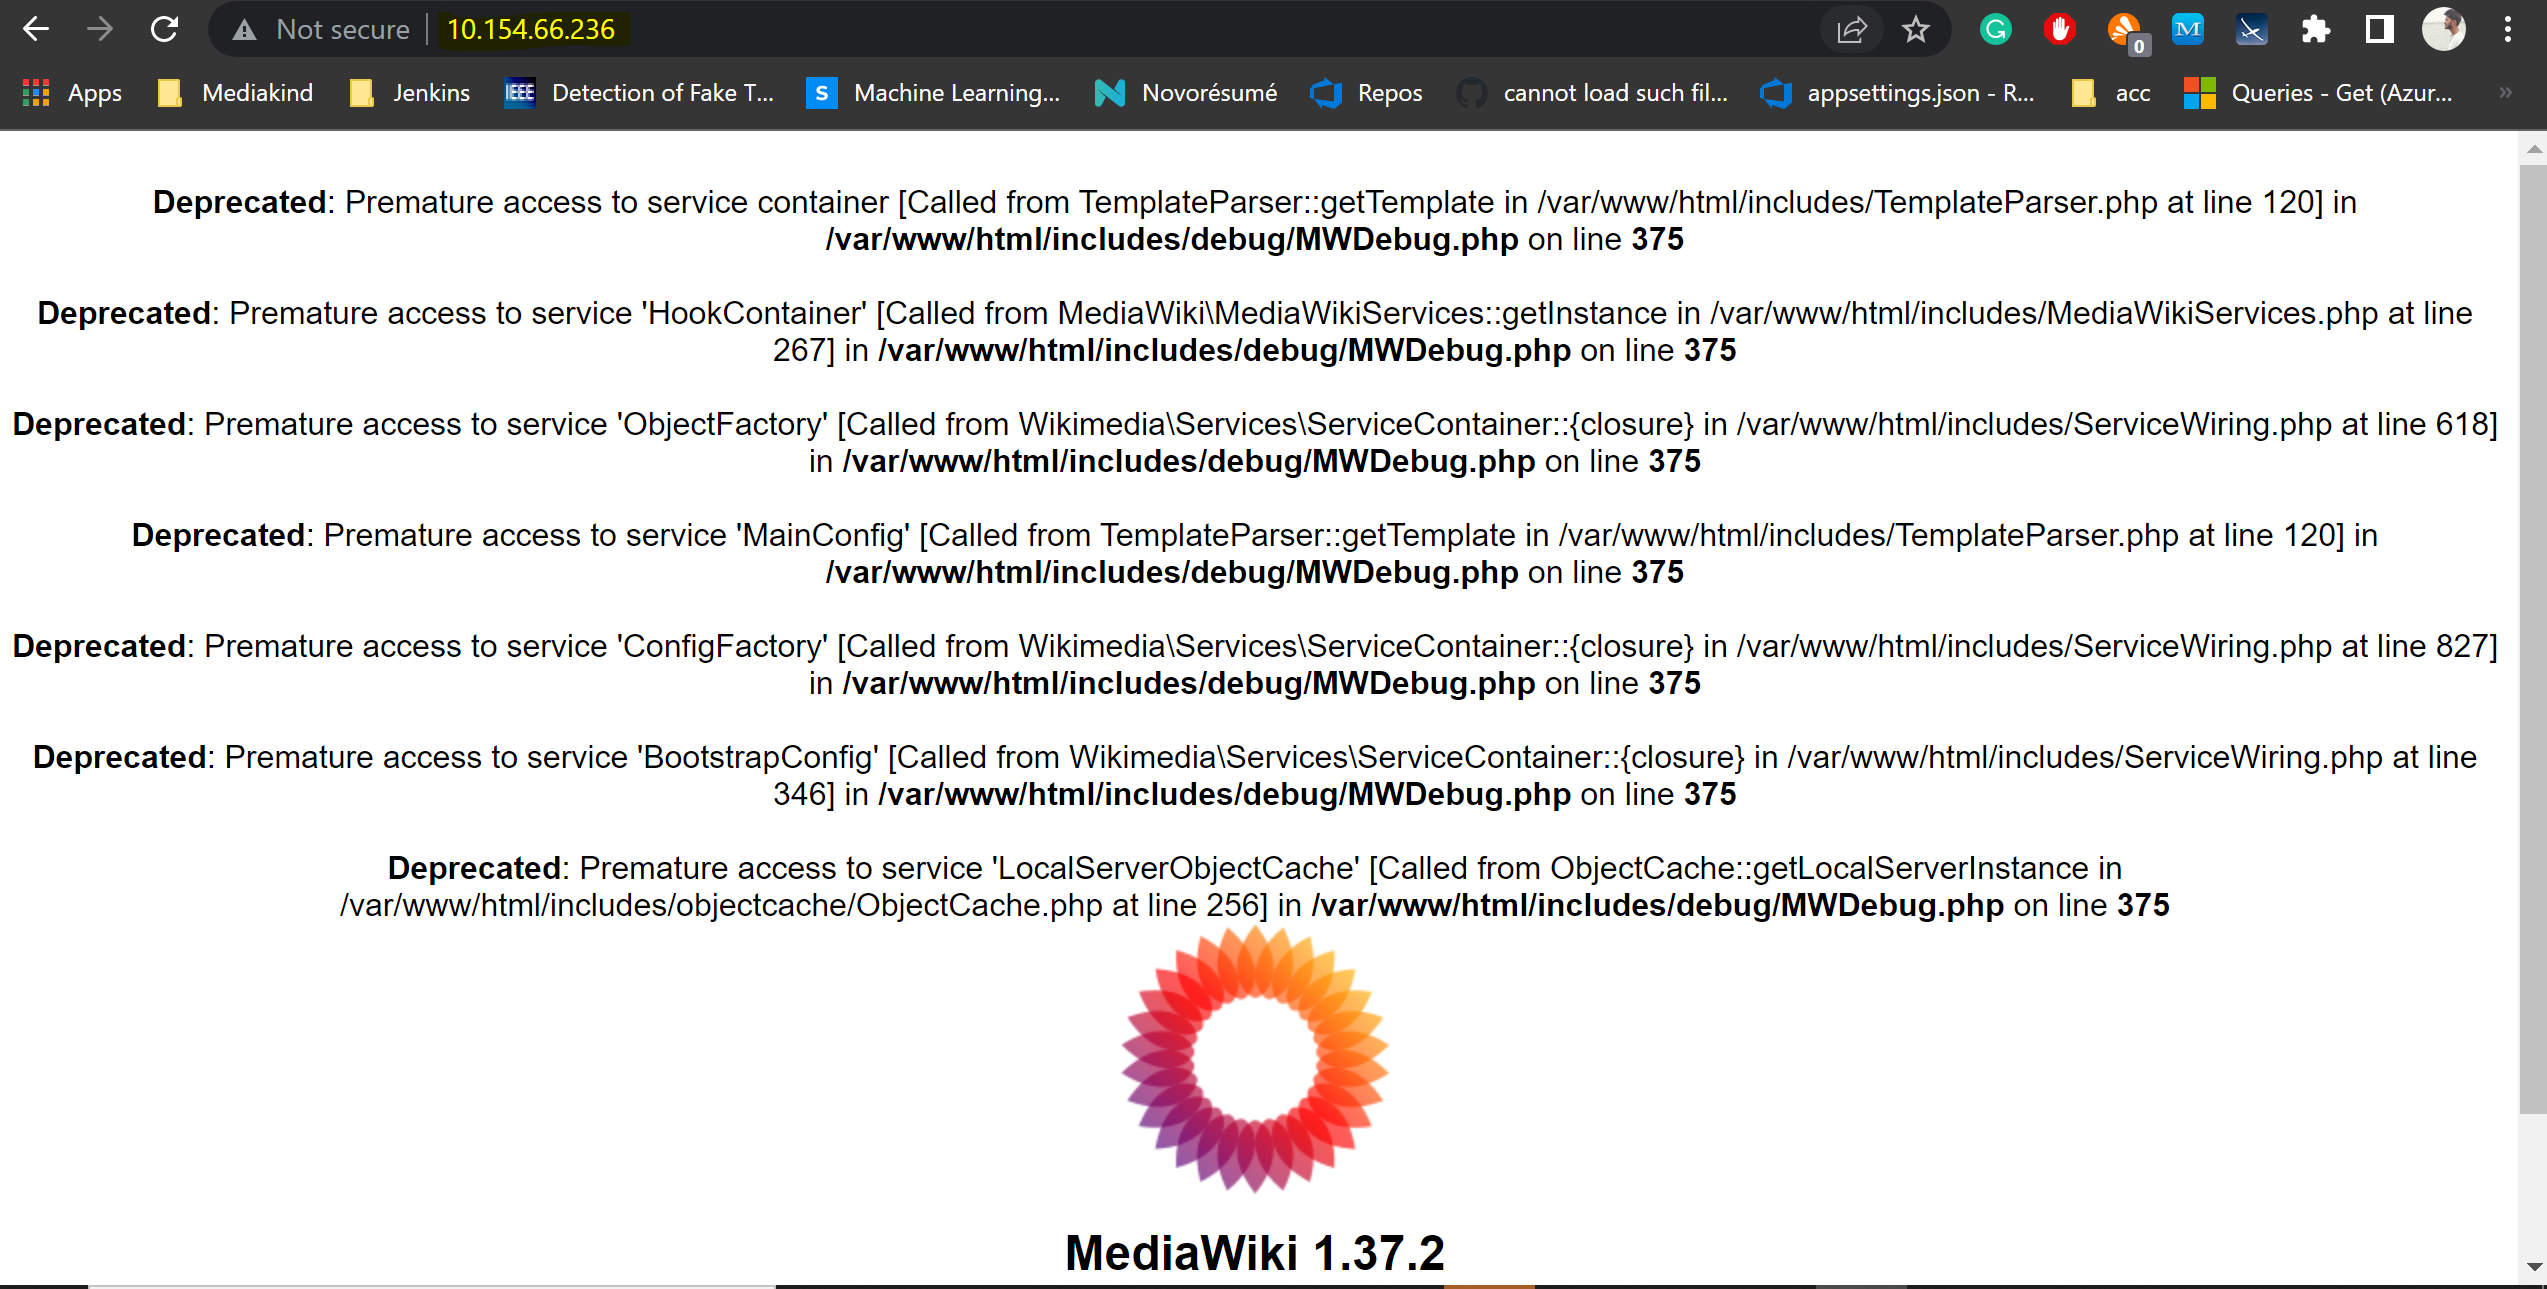 Not secure 10.154.66.236
0
Apps Mediakind Jenkins IEEE Detection of Fake T... S Machine Learning... Novorésumé Repos cannot load such fil... appsettings.json - R... acc Queries - Get (Azur... »
Deprecated: Premature access to service container [Called from TemplateParser::getTemplate in /var/www/html/includes/TemplateParser.php at line 120] in
/var/www/html/includes/debug/MWDebug.php on line 375
Deprecated: Premature access to service 'HookContainer' [Called from MediaWiki\MediaWikiServices::getInstance in /var/www/html/includes/MediaWikiServices.php at line
267] in /var/www/html/includes/debug/MWDebug.php on line 375
Deprecated: Premature access to service 'ObjectFactory' [Called from Wikimedia\Services\ServiceContainer::{closure} in /var/www/html/includes/ServiceWiring.php at line 618]
in /var/www/html/includes/debug/MWDebug.php on line 375
Deprecated: Premature access to service 'MainConfig' [Called from TemplateParser::getTemplate in /var/www/html/includes/TemplateParser.php at line 120] in
/var/www/html/includes/debug/MWDebug.php on line 375
Deprecated: Premature access to service 'ConfigFactory' [Called from Wikimedia\Services\ServiceContainer::{closure} in /var/www/html/includes/ServiceWiring.php at line 827]
in /var/www/html/includes/debug/MWDebug.php on line 375
Deprecated: Premature access to service 'BootstrapConfig' [Called from Wikimedia\Services\ServiceContainer::{closure} in /var/www/html/includes/ServiceWiring.php at line
346] in /var/www/html/includes/debug/MWDebug.php on line 375
Deprecated: Premature access to service 'LocalServerObjectCache' [Called from ObjectCache::getLocalServerInstance in
/var/www/html/includes/objectcache/ObjectCache.php at line 256] in /var/www/html/includes/debug/MWDebug.php on line 375
MediaWiki 1.37.2